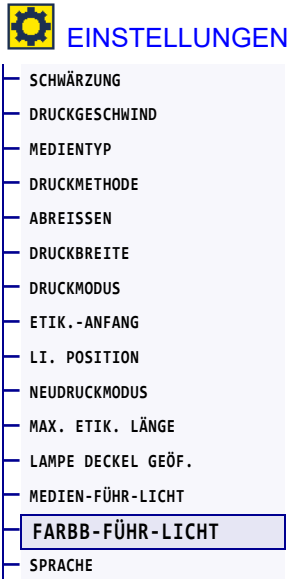 EINSTELLUNGEN
SCHWÄRZUNG
DRUCKGESCHWIND
MEDIENTYP
DRUCKMETHODE
ABREISSEN
DRUCKBREITE
DRUCKMODUS
ETIK.-ANFANG
LI. POSITION
NEUDRUCKMODUS
MAX. ETIK. LÄNGE
LAMPE DECKEL GEÖF.
MEDIEN-FÜHR-LICHT
FARBB-FÜHR-LICHT
SPRACHE